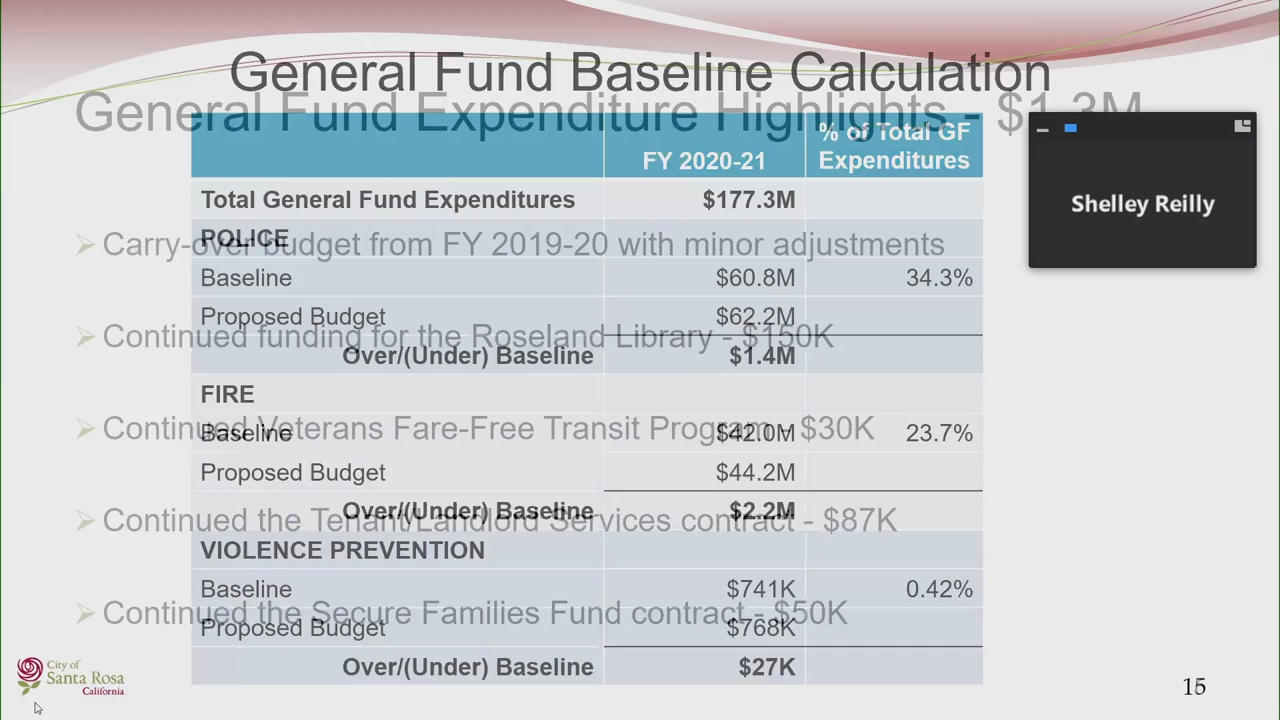 General Fund Baseline Calculation
General Fund Expenditure Highlights - $1.3M
FY 2020-21
% of Total GF
Expenditures
Shelley Reilly
Total General Fund Expenditures $177.3M
POLICE
Carry-over budget from FY 2019-20 with minor adjustments
Baseline $60.8M 34.3%
Proposed Budget $62.2M
Continued funding for the Roseland Library - $150K
Over/(Under) Baseline $1.4M
FIRE
Continued Veterans Fare-Free Transit Program - $30K
Baseline $42.0M 23.7%
Proposed Budget $44.2M
Over/(Under) Baseline $2.2M
Continued the Tenant/Landlord Services contract - $87K
VIOLENCE PREVENTION
Baseline $741K 0.42%
Continued the Secure Families Fund contract - $50K
Proposed Budget $768K
Over/(Under) Baseline $27K
City of
Santa Rosa
California
15